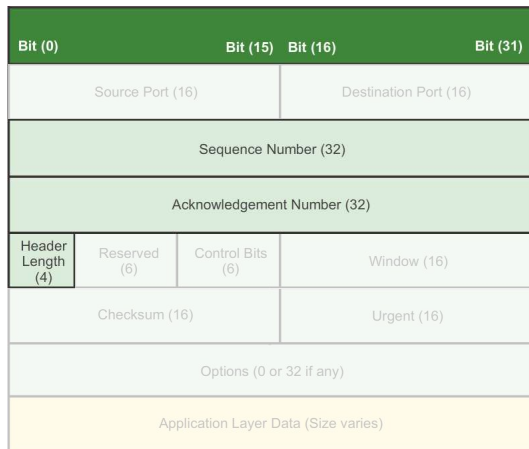 Bit (0) Bit (15) Bit (16) Bit (31)
Source Port (16) Destination Port (16)
Sequence Number (32)
Acknowledgement Number (32)
Header
Length
(4)
Reserved
(6)
Control Bits
(6)
Window (16)
Checksum (16) Urgent (16)
Options (0 or 32 if any)
Application Layer Data (Size varies)